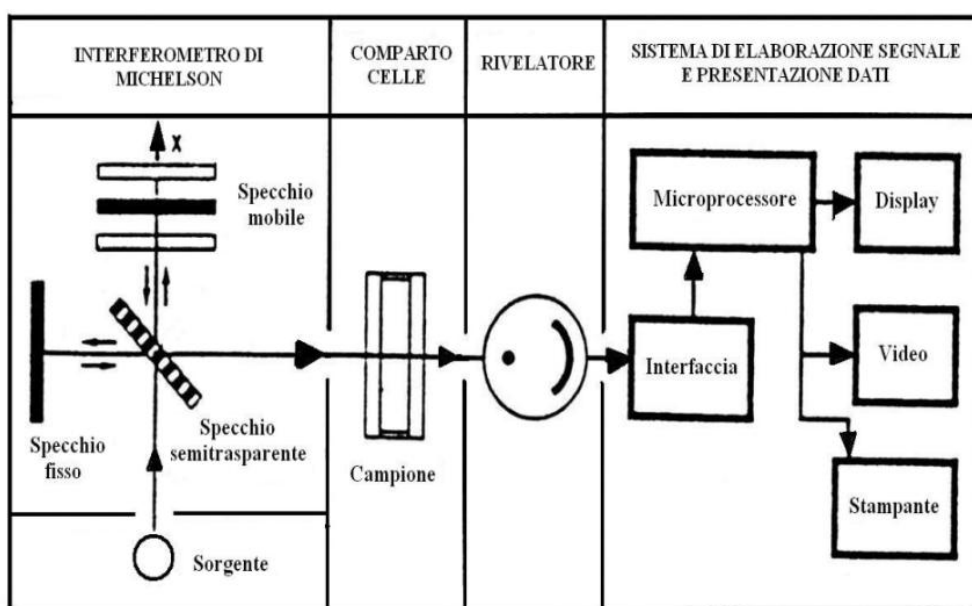 INTERFEROMETRO DI
MICHELSON
COMPARTO
CELLE
RIVELATORE
SISTEMA DI ELABORAZIONE SEGNALE
E PRESENTAZIONE DATI
X
Specchio
mobile
Specchio
fisso
Specchio
semitrasparente
Sorgente
Campione
Microprocessore
Display
Interfaccia
Video
Stampante